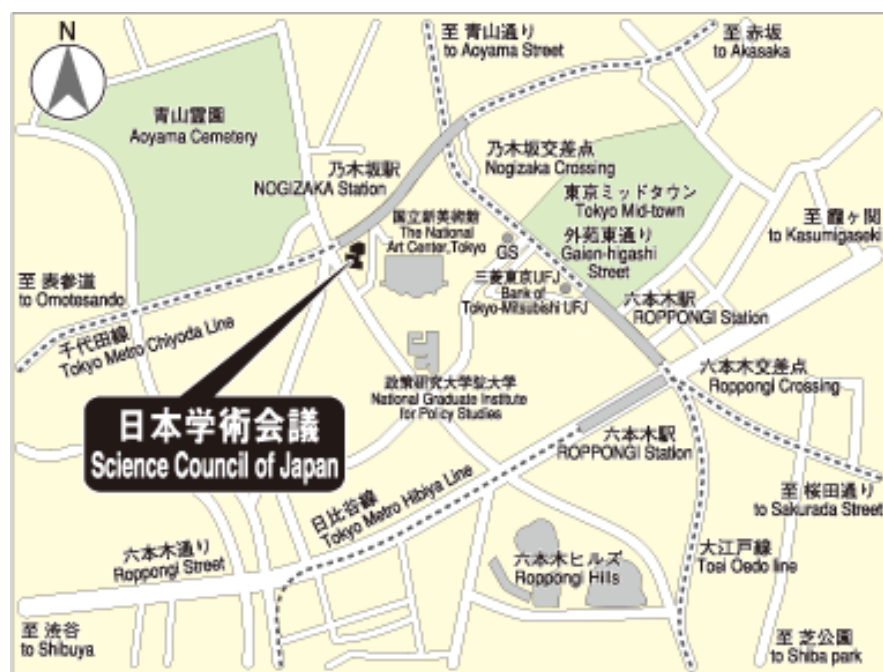 N
至 青山通り
to Aoyama Street
至 赤坂
to Akasaka
青山霊園
Aoyama Cemetery
乃木坂駅
NOGIZAKA Station
乃木坂交差点
Nogizaka Crossing
東京ミッドタウン
Tokyo Mid-town
国立新美術館
The National
Art Center,Tokyo
GS
外苑東通り
Gaien-higashi
Street
至 霞ヶ関
to Kasumigaseki
三菱東京UFJ
Bank of
Tokyo-Mitsubishi UFJ
至 表参道
to Omotesando
六本木駅
ROPPONGI Station
千代田線
Tokyo Metro Chiyoda Line
政策研究大学院大学
National Graduate Institute
for Policy Studies
六本木交差点
Roppongi Crossing
日本学術会議
Science Council of Japan
六本木駅
ROPPONGI Station
日比谷線
Tokyo Metro Hibiya Line
至 桜田通り
to Sakurada Street
六本木通り
Roppongi Street
六本木ヒルズ
Roppongi Hills
大江戸線
Toei Oedo line
至 渋谷
to Shibuya
至 芝公園
to Shiba park